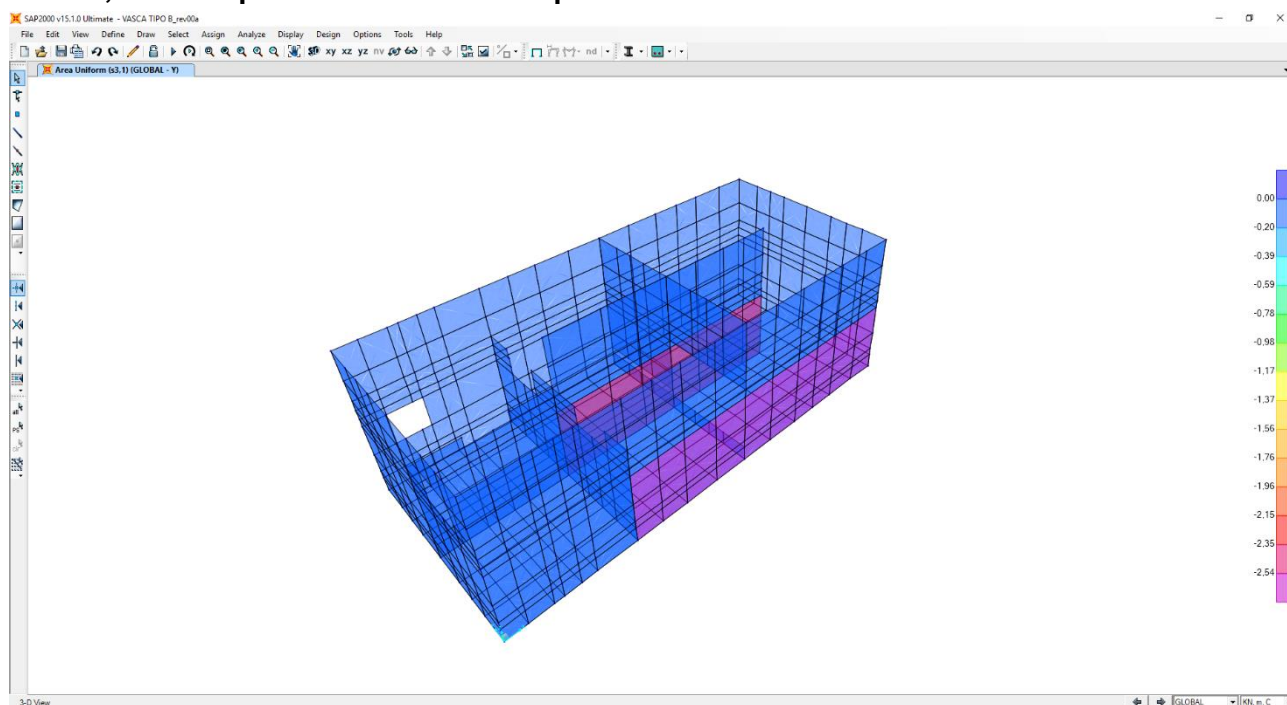 SAP2000 v15.1.0 Ultimate - VASCA TIPO B_rev00a
File Edit View Define Draw Select Assign Analyze Display Design Options Tools Help
3D xy xz yz nv nd
Area Uniform (s3,1) (GLOBAL - Y)
0,00
-0,20
-0,39
-0,59
-0,78
-0,98
-1,17
-1,37
-1,56
-1,76
-1,96
-2,15
-2,35
-2,54
3-D View
GLOBAL
KN, m, C